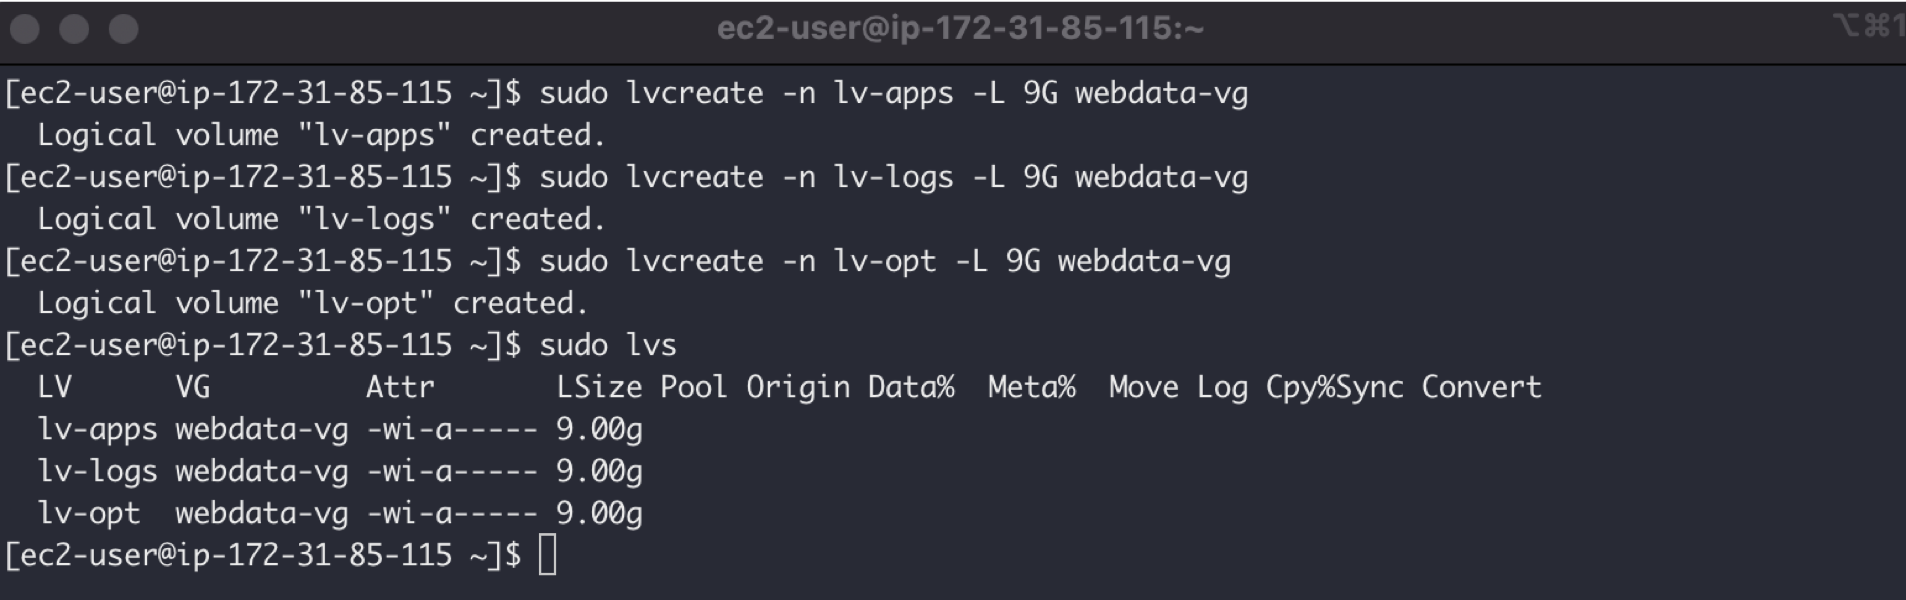 ec2-user@ip-172-31-85-115:~ ⌥⌘1
[ec2-user@ip-172-31-85-115 ~]$ sudo lvcreate -n lv-apps -L 9G webdata-vg
  Logical volume "lv-apps" created.
[ec2-user@ip-172-31-85-115 ~]$ sudo lvcreate -n lv-logs -L 9G webdata-vg
  Logical volume "lv-logs" created.
[ec2-user@ip-172-31-85-115 ~]$ sudo lvcreate -n lv-opt -L 9G webdata-vg
  Logical volume "lv-opt" created.
[ec2-user@ip-172-31-85-115 ~]$ sudo lvs
  LV      VG         Attr       LSize Pool Origin Data%  Meta%  Move Log Cpy%Sync Convert
  lv-apps webdata-vg -wi-a----- 9.00g
  lv-logs webdata-vg -wi-a----- 9.00g
  lv-opt  webdata-vg -wi-a----- 9.00g
[ec2-user@ip-172-31-85-115 ~]$